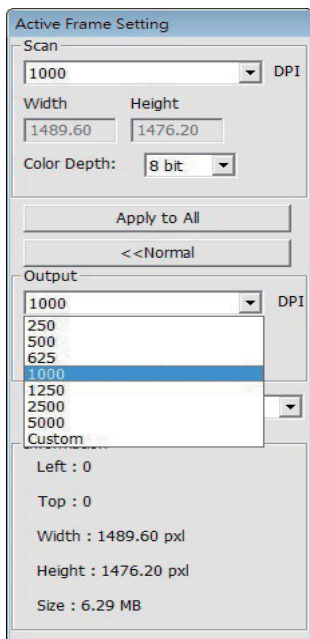 Active Frame Setting
Scan
1000 DPI
Width Height
1489.60 1476.20
Color Depth: 8 bit
Apply to All
<<Normal
Output
1000 DPI
250
500
625
1000
1250
2500
5000
Custom
Left : 0
Top : 0
Width : 1489.60 pxl
Height : 1476.20 pxl
Size : 6.29 MB